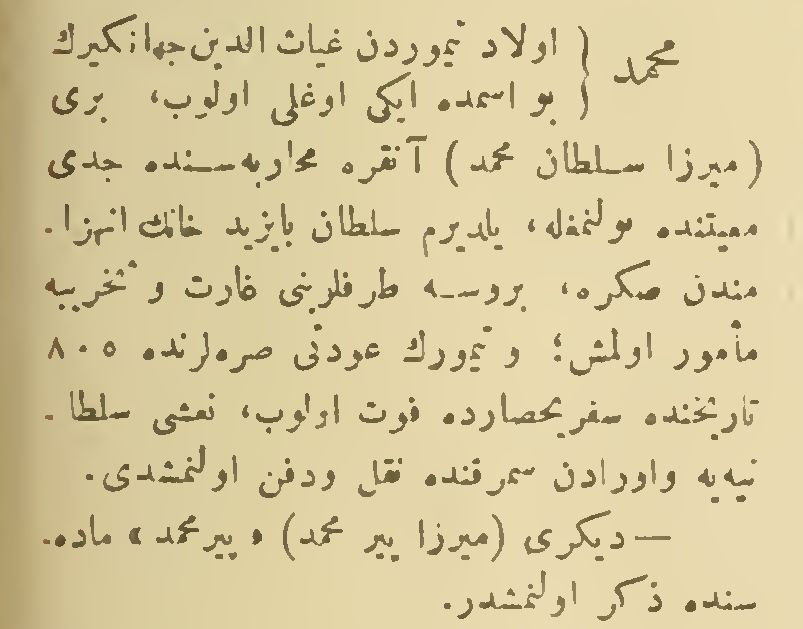 محمد { اولاد تیموردن غیاث الدین جهانکیرك
بو اسمده ایکی اوغلی اولوب، بری
(میرزا سلطان محمد) آنقره محاربه‌سنده جدی
معیتنده بولنمغله، یلدیرم سلطان بایزید خانك انهزا-
مندن صکره، بروسه طرفلرینی غارت و تخریبه
مأمور اولمش؛ و تیمورك عودتی صره‌لرنده ٨٠٥
تاریخنده سفریحصارده فوت اولوب، نعشی سلطا-
نیه‌یه واورادن سمرقنده نقل ودفن اولنمشدی.
— دیکری (میرزا پیر محمد) « پیرمحمد » ماده-
سنده ذکر اولنمشدر.